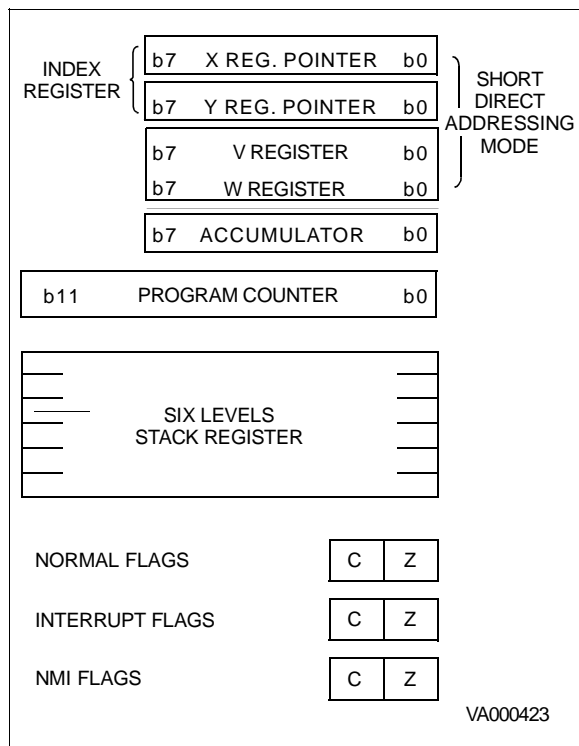 INDEX
REGISTER
b7 X REG. POINTER b0
b7 Y REG. POINTER b0
b7 V REGISTER b0
b7 W REGISTER b0
SHORT
DIRECT
ADDRESSING
MODE
b7 ACCUMULATOR b0
b11 PROGRAM COUNTER b0
SIX LEVELS
STACK REGISTER
NORMAL FLAGS C Z
INTERRUPT FLAGS C Z
NMI FLAGS C Z
VA000423